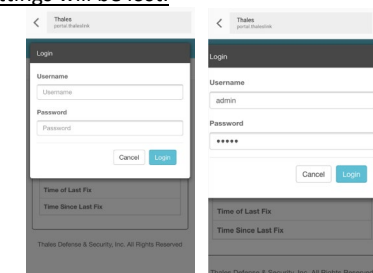 ttings will be lost.
Thales
portal.thaleslink
Login
Username
Username
Password
Password
Cancel Login
Time of Last Fix
Time Since Last Fix
Thales Defense & Security, Inc. All Rights Reserved
Thales
portal.thaleslink
Login
Username
admin
Password
•••••
Cancel Login
Time of Last Fix
Time Since Last Fix
Thales Defense & Security, Inc. All Rights Reserved